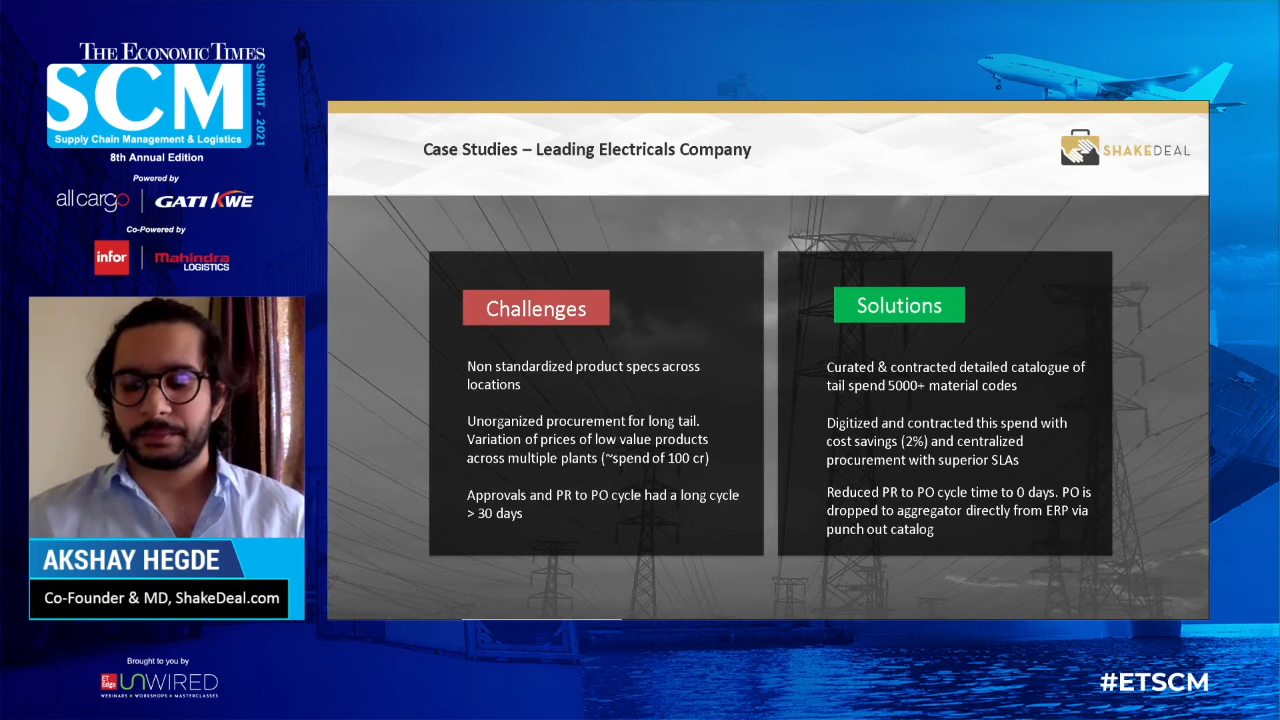 THE ECONOMIC TIMES
SCM
SUMMIT - 2021
Supply Chain Management & Logistics
8th Annual Edition
Powered by
allcargo
GATI KWE
Co-Powered by
infor
Mahindra
LOGISTICS
AKSHAY HEGDE
Co-Founder & MD, ShakeDeal.com
Brought to you by
ET Edge
UNWIRED
WEBINARS • WORKSHOPS • MASTERCLASSES
Case Studies – Leading Electricals Company
SHAKEDEAL
Challenges
Non standardized product specs across
locations
Unorganized procurement for long tail.
Variation of prices of low value products
across multiple plants (~spend of 100 cr)
Approvals and PR to PO cycle had a long cycle
> 30 days
Solutions
Curated & contracted detailed catalogue of
tail spend 5000+ material codes
Digitized and contracted this spend with
cost savings (2%) and centralized
procurement with superior SLAs
Reduced PR to PO cycle time to 0 days. PO is
dropped to aggregator directly from ERP via
punch out catalog
#ETSCM